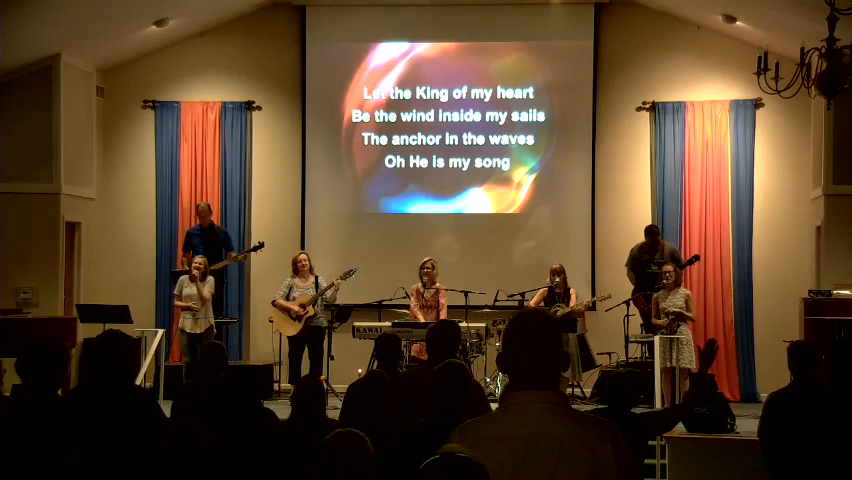 Let the King of my heart
Be the wind inside my sails
The anchor in the waves
Oh He is my song
KAWAI